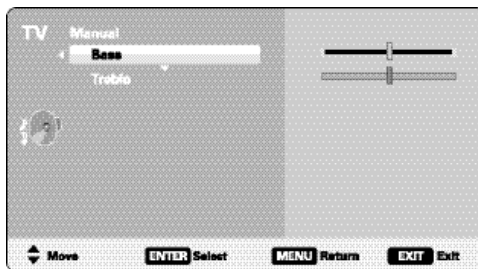 TV Manual
Bass
Treble
Move ENTER Select MENU Return EXIT Exit